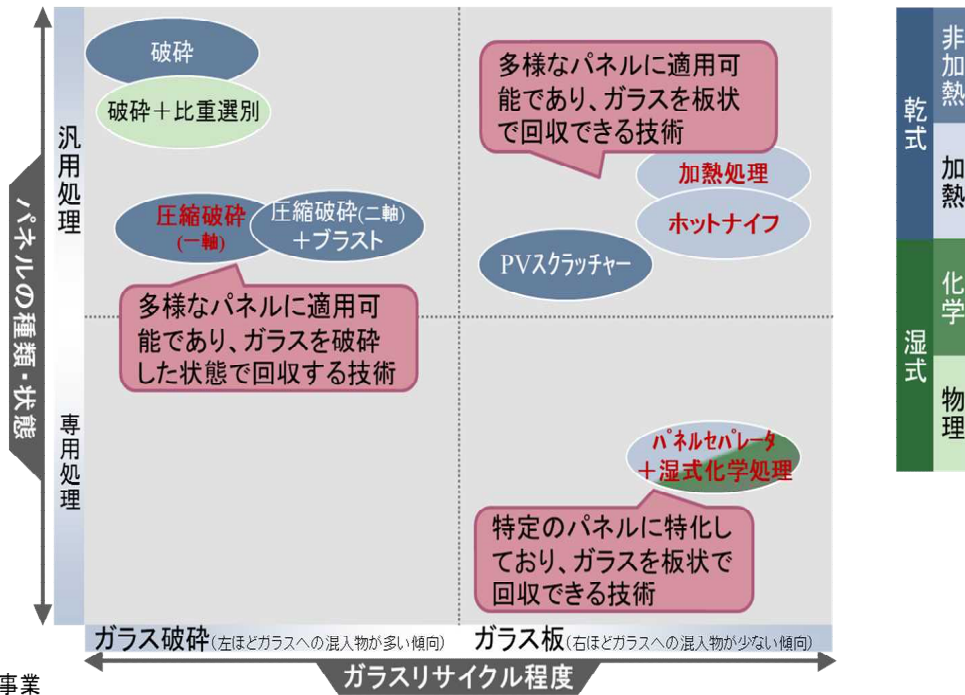 パネルの種類・状態
汎用処理
専用処理
破砕
破砕＋比重選別
圧縮破砕
(一軸)
圧縮破砕(二軸)
＋ブラスト
多様なパネルに適用可
能であり、ガラスを破砕
した状態で回収する技術
多様なパネルに適用可
能であり、ガラスを板状
で回収できる技術
加熱処理
ホットナイフ
PVスクラッチャー
パネルセパレータ
＋湿式化学処理
特定のパネルに特化し
ており、ガラスを板状で
回収できる技術
ガラス破砕(左ほどガラスへの混入物が多い傾向)
ガラス板(右ほどガラスへの混入物が少ない傾向)
ガラスリサイクル程度
事業
乾式
非加熱
加熱
湿式
化学
物理